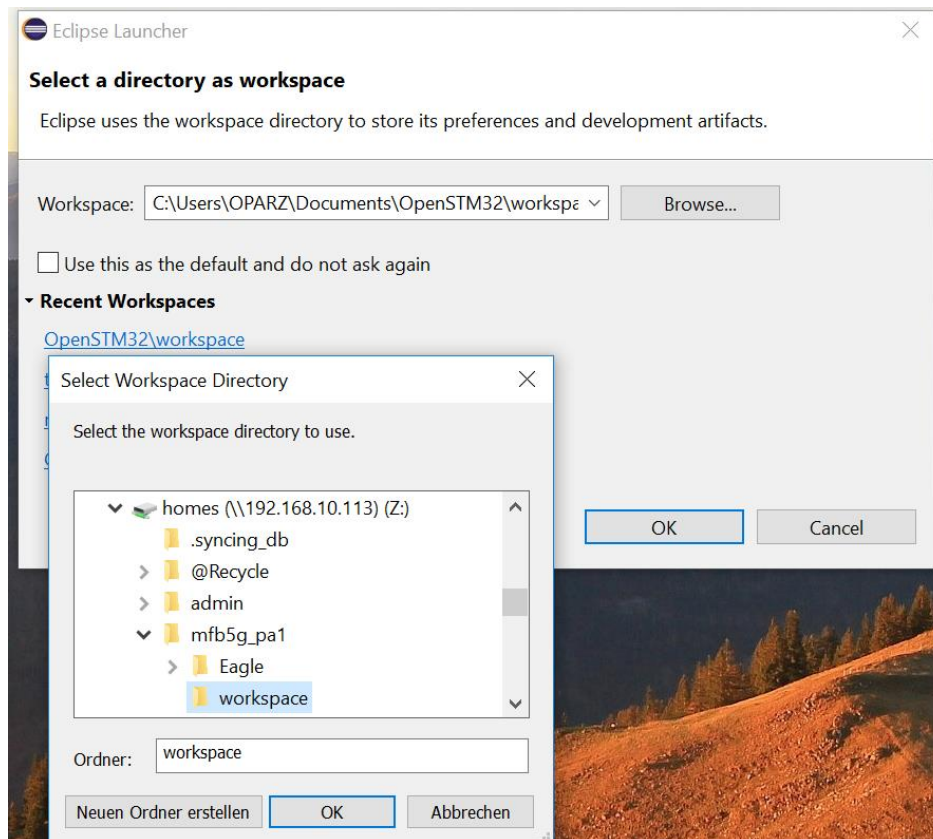 Eclipse Launcher
Select a directory as workspace
Eclipse uses the workspace directory to store its preferences and development artifacts.
Workspace: C:\Users\OPARZ\Documents\OpenSTM32\workspa Browse...
Use this as the default and do not ask again
Recent Workspaces
OpenSTM32\workspace
Select Workspace Directory
Select the workspace directory to use.
homes (\\192.168.10.113) (Z:)
.syncing_db
@Recycle
admin
mfb5g_pa1
Eagle
workspace
Ordner: workspace
Neuen Ordner erstellen OK Abbrechen
OK Cancel